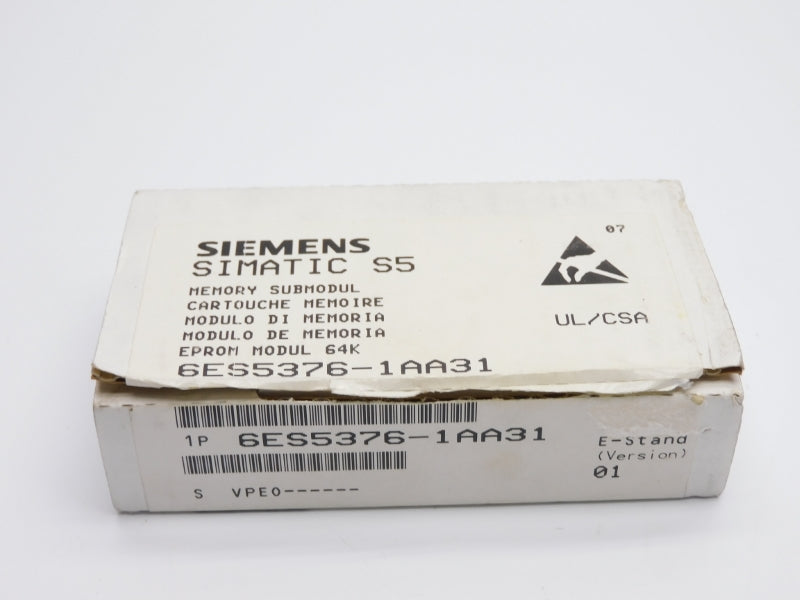 07
SIEMENS
SIMATIC S5
MEMORY SUBMODUL
CARTOUCHE MEMOIRE
MODULO DI MEMORIA
MODULO DE MEMORIA
EPROM MODUL 64K
6ES5376-1AA31
UL/CSA
1P 6ES5376-1AA31
S VPE0------
E-Stand
(Version)
01